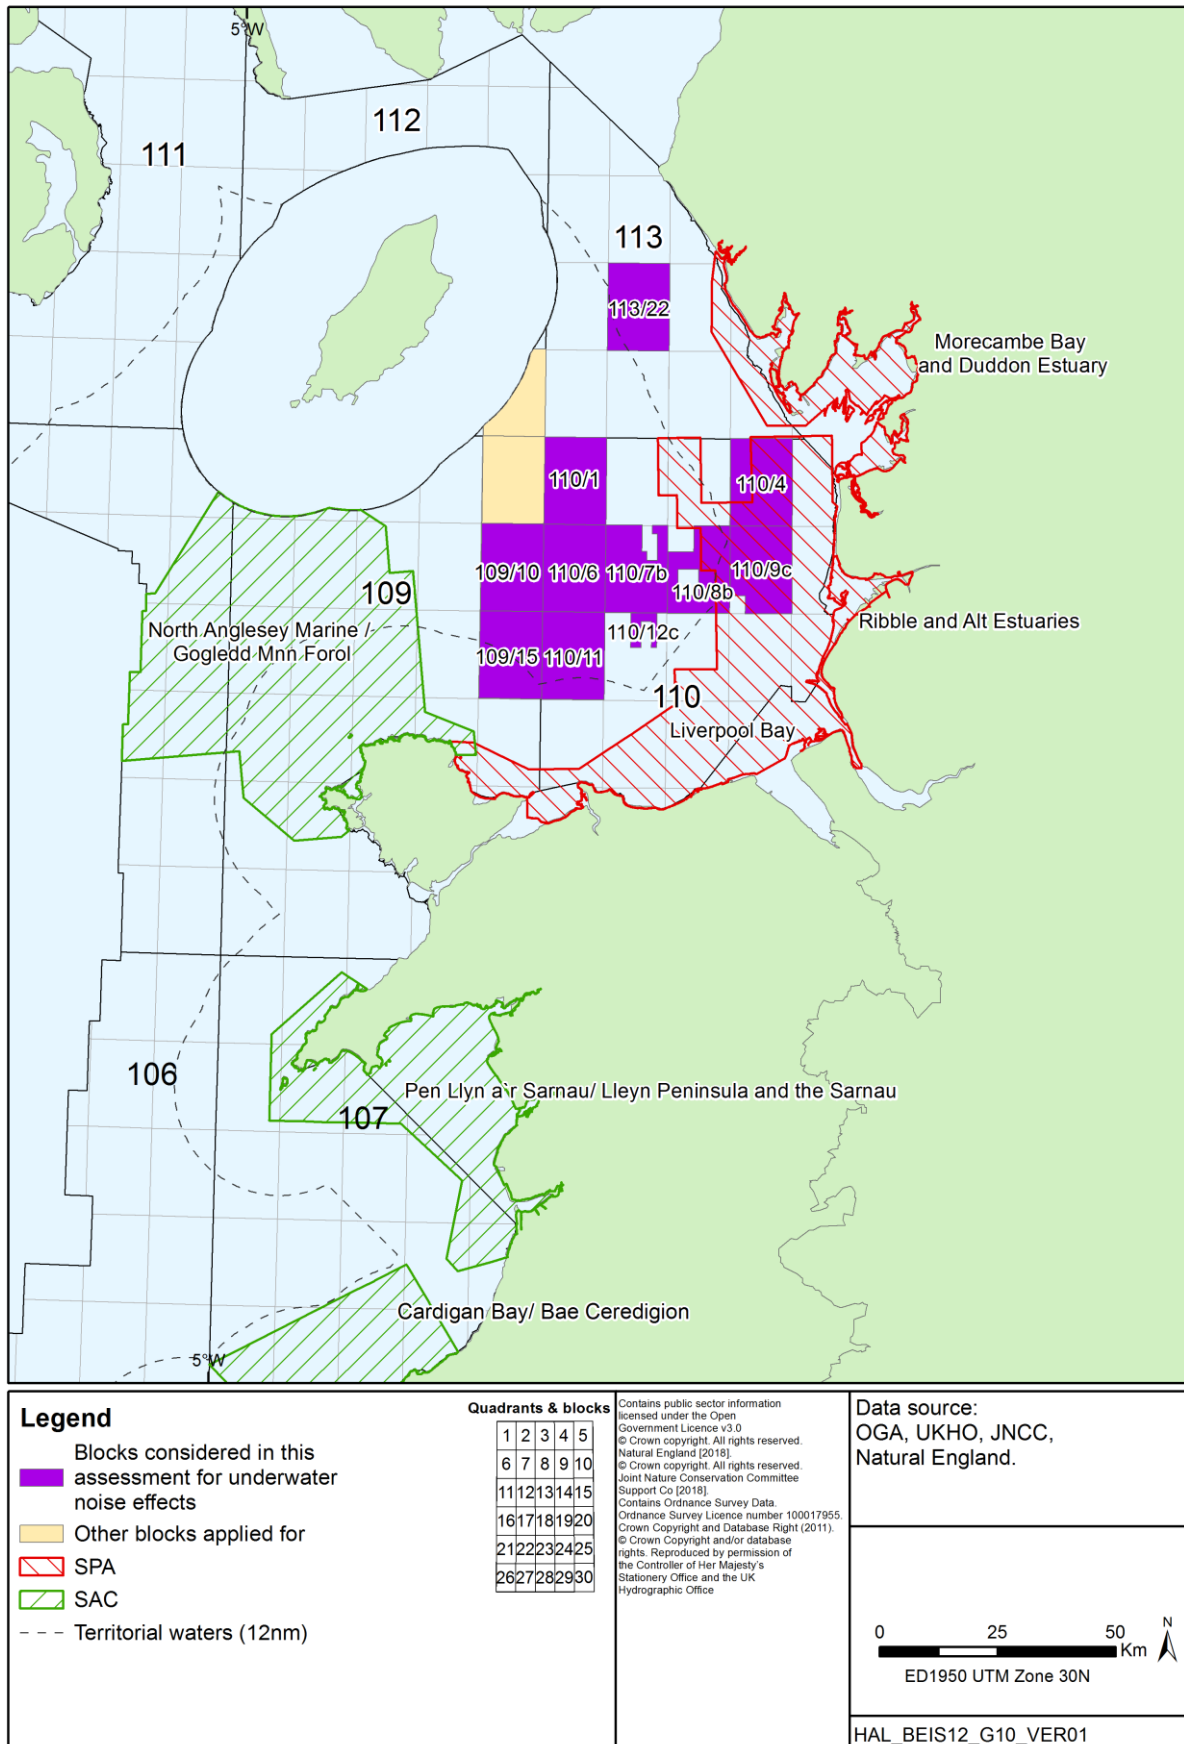 5°W
112
111
113
113/22
Morecambe Bay
and Duddon Estuary
110/1
110/4
109/10
110/6
110/7b
110/8b
110/9c
109
North Anglesey Marine /
Gogledd Mnn Forol
110/12c
Ribble and Alt Estuaries
109/15
110/11
110
Liverpool Bay
106
Pen Llyn a'r Sarnau/ Lleyn Peninsula and the Sarnau
107
Cardigan Bay/ Bae Ceredigion
5°W
Legend
Blocks considered in this
assessment for underwater
noise effects
Other blocks applied for
SPA
SAC
Territorial waters (12nm)
Quadrants & blocks
1 2 3 4 5
6 7 8 9 10
11 12 13 14 15
16 17 18 19 20
21 22 23 24 25
26 27 28 29 30
Contains public sector information
licensed under the Open
Government Licence v3.0
© Crown copyright. All rights reserved.
Natural England [2018].
© Crown copyright. All rights reserved.
Joint Nature Conservation Committee
Support Co [2018].
Contains Ordnance Survey Data.
Ordnance Survey Licence number 100017955.
Crown Copyright and Database Right (2011).
© Crown Copyright and/or database
rights. Reproduced by permission of
the Controller of Her Majesty's
Stationery Office and the UK
Hydrographic Office
Data source:
OGA, UKHO, JNCC,
Natural England.
0 25 50
Km
N
ED1950 UTM Zone 30N
HAL_BEIS12_G10_VER01